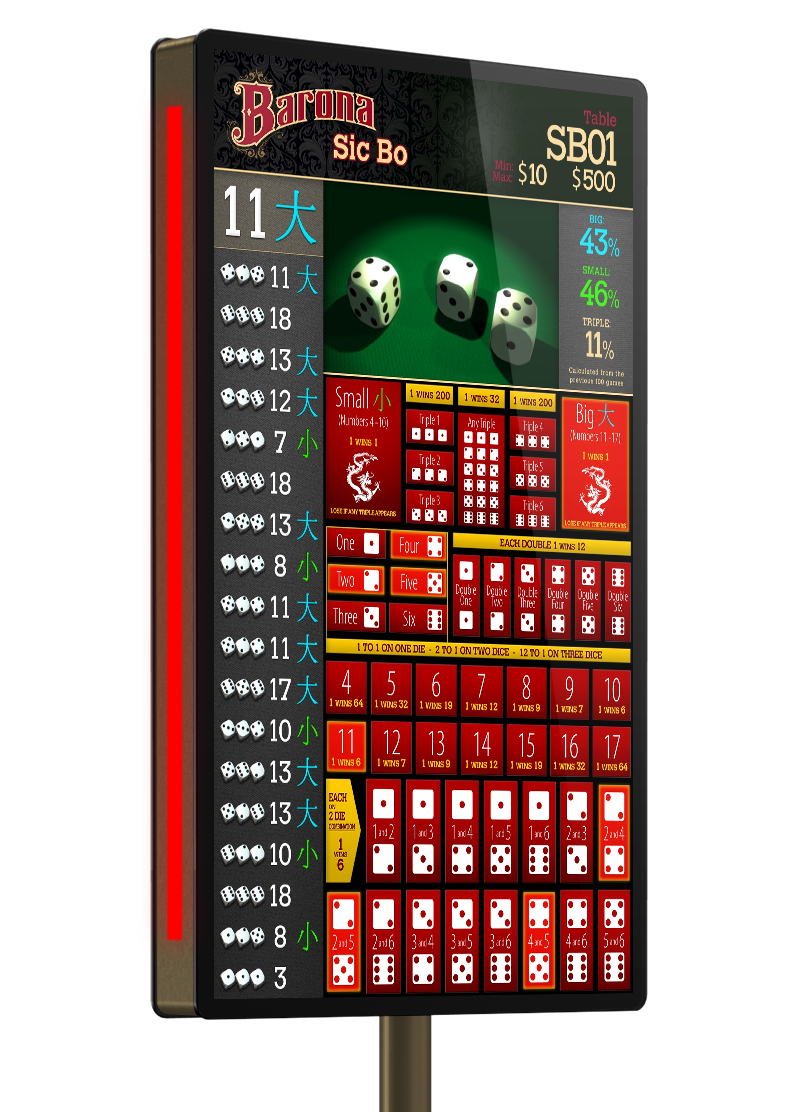 Barona
Sic Bo
Table
SB01
Min: $10
Max: $500
11 大
11 大
18
13 大
12 大
7 小
18
13 大
8 小
11 大
11 大
17 大
10 小
13 大
13 大
10 小
18
8 小
3
BIG:
43%
SMALL:
46%
TRIPLE:
11%
Calculated from the
previous 100 games
Small 小
(Numbers 4-10)
1 WINS 1
LOSE IF ANY TRIPLE APPEARS
1 WINS 200
1 WINS 32
1 WINS 200
Triple 1
Triple 2
Triple 3
Any Triple
Triple 4
Triple 5
Triple 6
Big 大
(Numbers 11-17)
1 WINS 1
LOSE IF ANY TRIPLE APPEARS
One
Four
Two
Five
Three
Six
EACH DOUBLE 1 WINS 12
Double One
Double Two
Double Three
Double Four
Double Five
Double Six
1 TO 1 ON ONE DIE - 2 TO 1 ON TWO DICE - 12 TO 1 ON THREE DICE
4 5 6 7 8 9 10
1 WINS 64 1 WINS 32 1 WINS 19 1 WINS 12 1 WINS 9 1 WINS 7 1 WINS 6
11 12 13 14 15 16 17
1 WINS 6 1 WINS 7 1 WINS 9 1 WINS 12 1 WINS 19 1 WINS 32 1 WINS 64
EACH
ON
2 DIE
COMBINATION
1
WINS
6
1 and 2 1 and 3 1 and 4 1 and 5 1 and 6 2 and 3 2 and 4
2 and 5 2 and 6 3 and 4 3 and 5 3 and 6 4 and 5 4 and 6 5 and 6